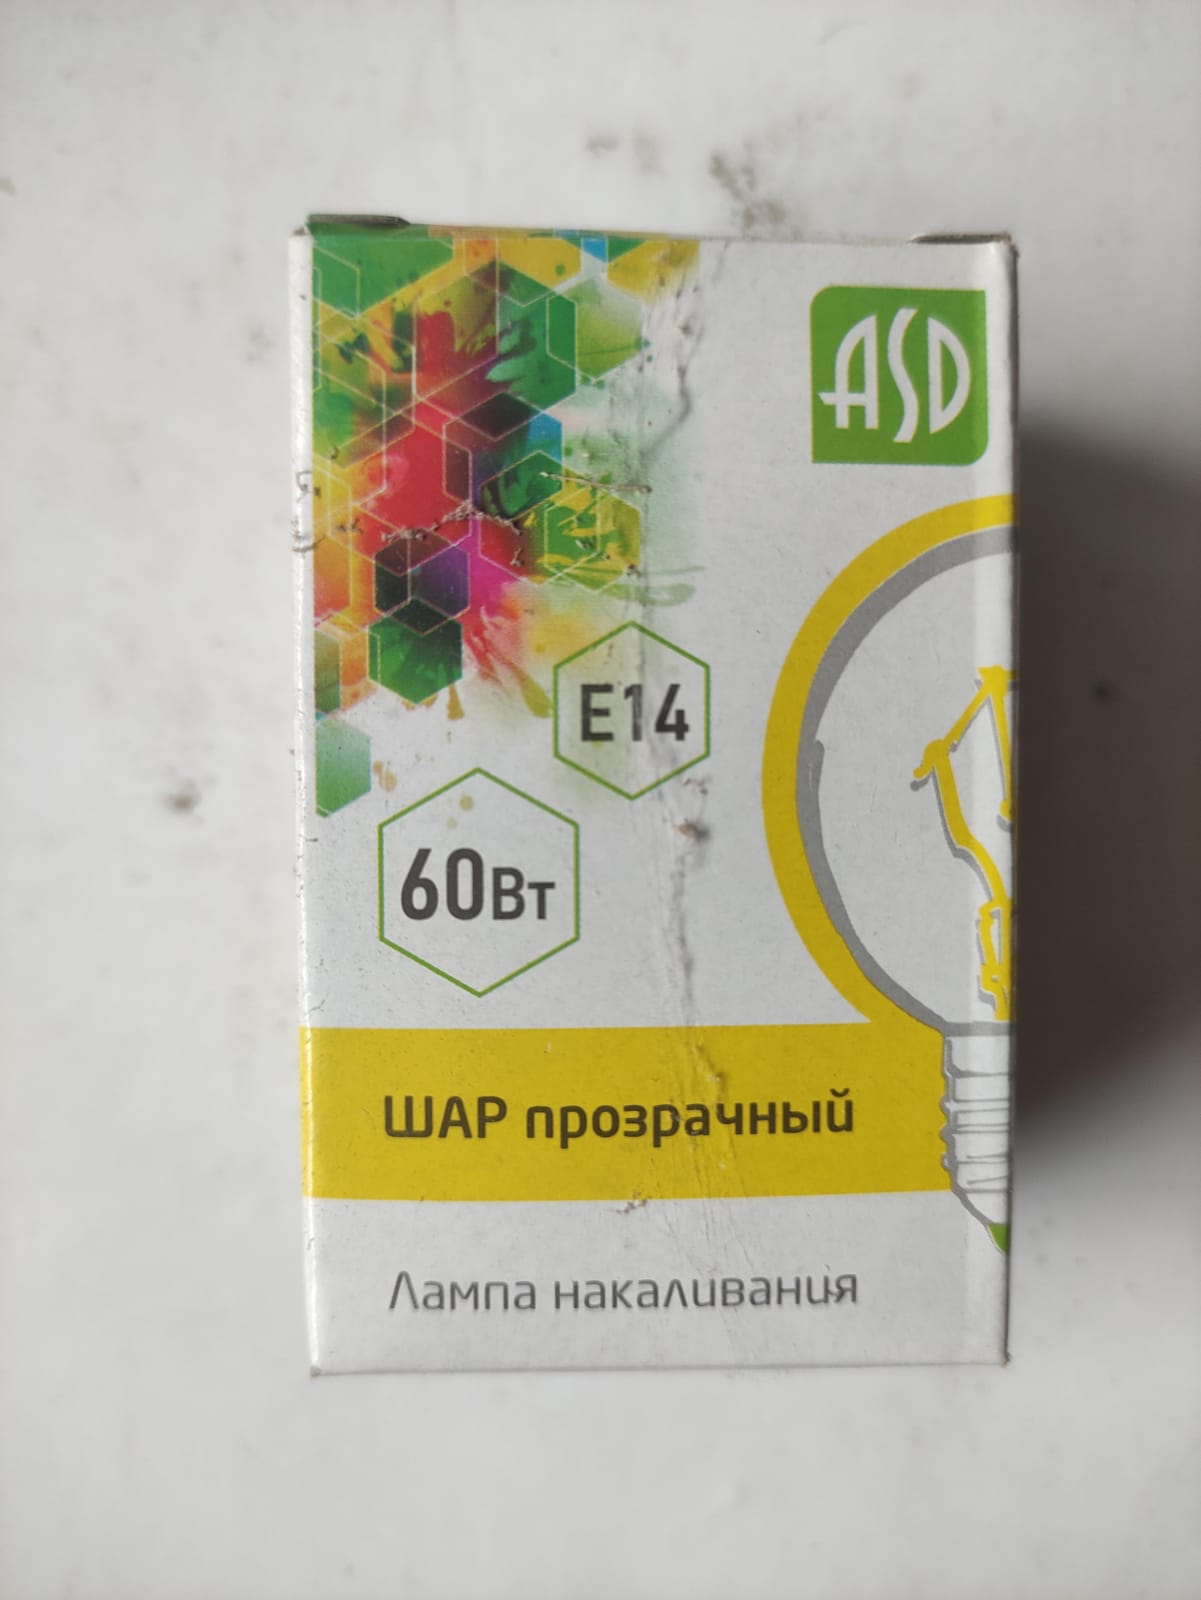 ASD
E14
60Вт
ШАР прозрачный
Лампа накаливания